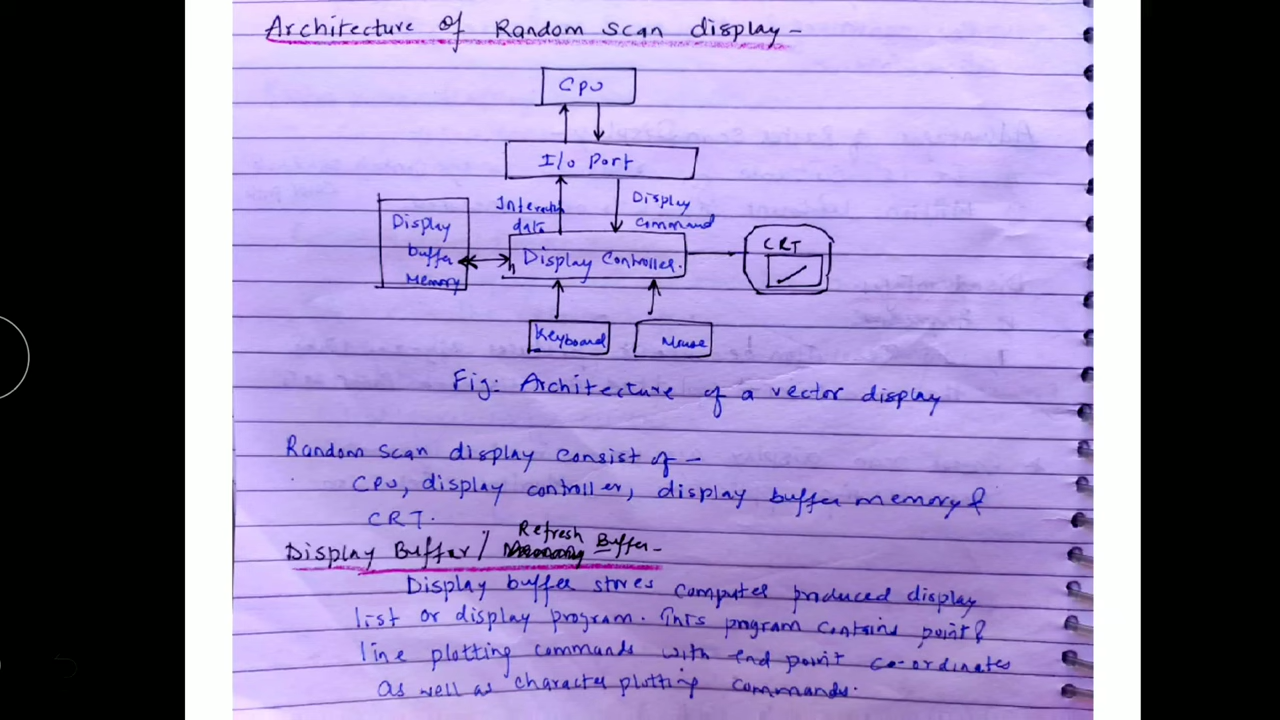 Architecture of Random scan display -
CPU
I/o Port
Display
buffer
Memory
data
Display
command
Display Controller.
CRT
Keyboard
Mouse
Fig: Architecture of a vector display
Random scan display consist of -
CPU, display controller, display buffer memory &
CRT.
Refresh
Display Buffer / Buffer-
Display buffer stores computer produced display
list or display program. This program contains point &
line plotting commands with end point co-ordinates
as well as character plotting commands.